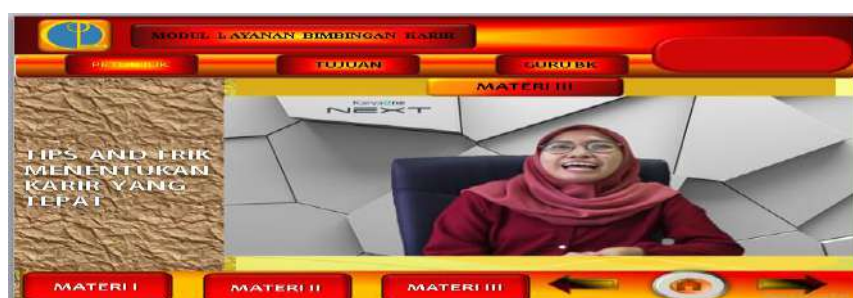 MODUL LAYANAN BIMBINGAN KARIR
TUJUAN
GURU BK
MATERI III
KaryaOne
NEXT
TIPS AND TRIK
MENENTUKAN
KARIR YANG
TEPAT
MATERI I
MATERI II
MATERI III